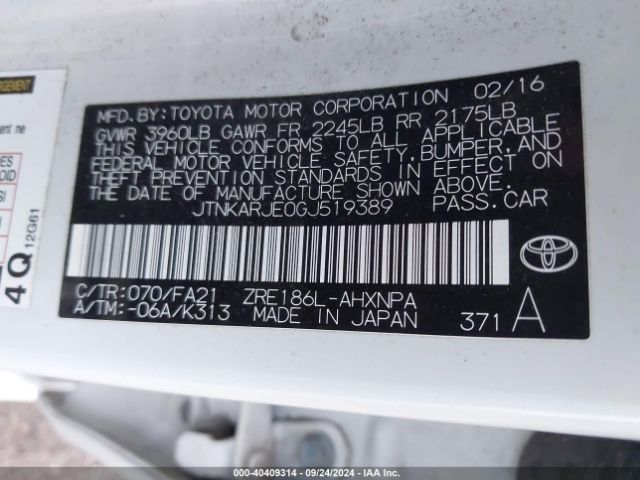 MFD.BY:TOYOTA MOTOR CORPORATION 02/16
GVWR 3960LB GAWR FR 2245LB RR 2175LB
THIS VEHICLE CONFORMS TO ALL APPLICABLE
FEDERAL MOTOR VEHICLE SAFETY,BUMPER,AND
THEFT PREVENTION STANDARDS IN EFFECT ON
THE DATE OF MANUFACTURE SHOWN ABOVE.
JTNKARJE0GJ519389 PASS.CAR
C/TR:070/FA21 ZRE186L-AHXNPA
A/TM:-06A/K313 MADE IN JAPAN 371 A
TOYOTA
4Q 12G61
000-40409314 - 09/24/2024 - IAA Inc.